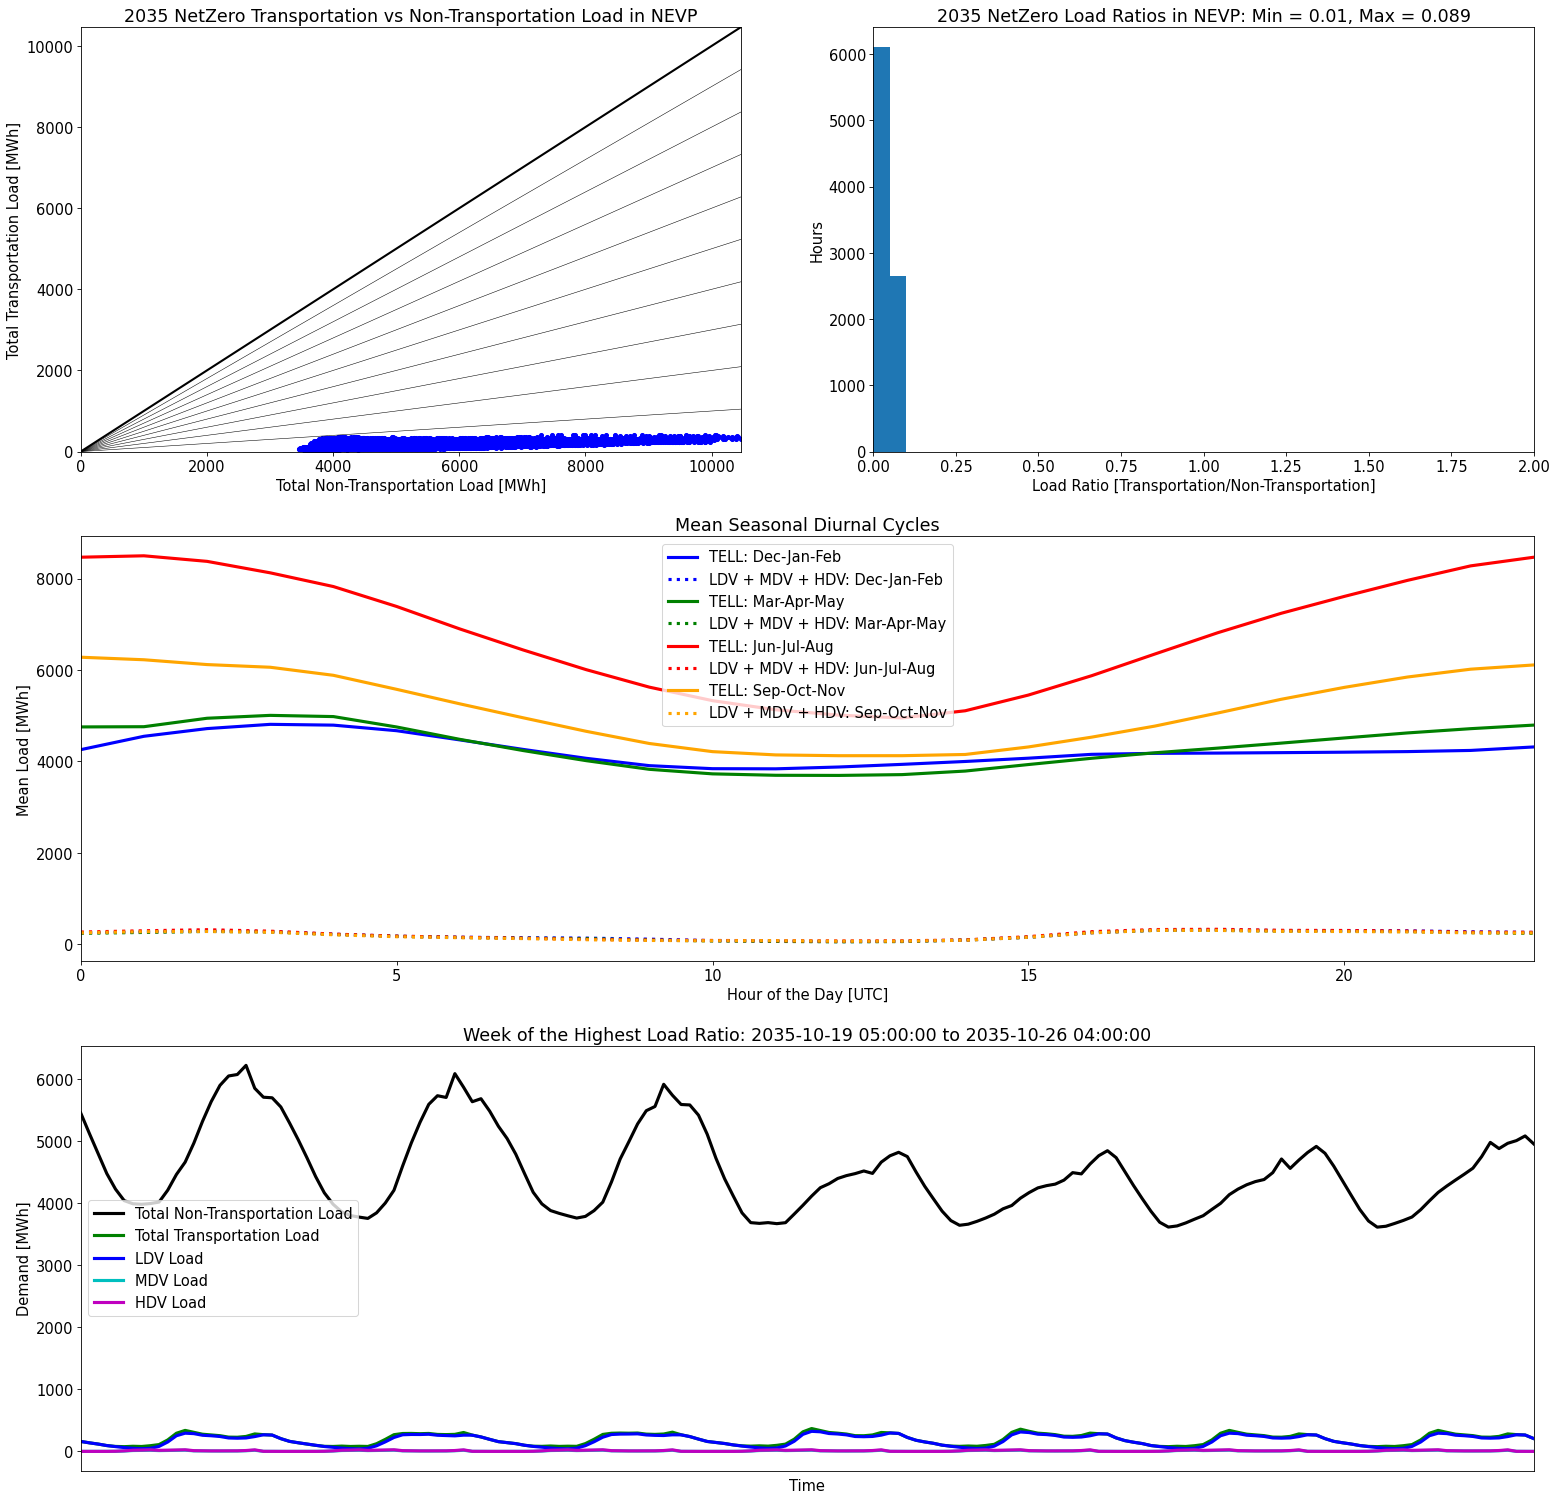 2035 NetZero Transportation vs Non-Transportation Load in NEVP
Total Transportation Load [MWh]
10000
8000
6000
4000
2000
0
0 2000 4000 6000 8000 10000
Total Non-Transportation Load [MWh]
2035 NetZero Load Ratios in NEVP: Min = 0.01, Max = 0.089
Hours
6000
5000
4000
3000
2000
1000
0
0.00 0.25 0.50 0.75 1.00 1.25 1.50 1.75 2.00
Load Ratio [Transportation/Non-Transportation]
Mean Seasonal Diurnal Cycles
Mean Load [MWh]
8000
6000
4000
2000
0
TELL: Dec-Jan-Feb
LDV + MDV + HDV: Dec-Jan-Feb
TELL: Mar-Apr-May
LDV + MDV + HDV: Mar-Apr-May
TELL: Jun-Jul-Aug
LDV + MDV + HDV: Jun-Jul-Aug
TELL: Sep-Oct-Nov
LDV + MDV + HDV: Sep-Oct-Nov
0 5 10 15 20
Hour of the Day [UTC]
Week of the Highest Load Ratio: 2035-10-19 05:00:00 to 2035-10-26 04:00:00
Demand [MWh]
6000
5000
4000
3000
2000
1000
0
Total Non-Transportation Load
Total Transportation Load
LDV Load
MDV Load
HDV Load
Time